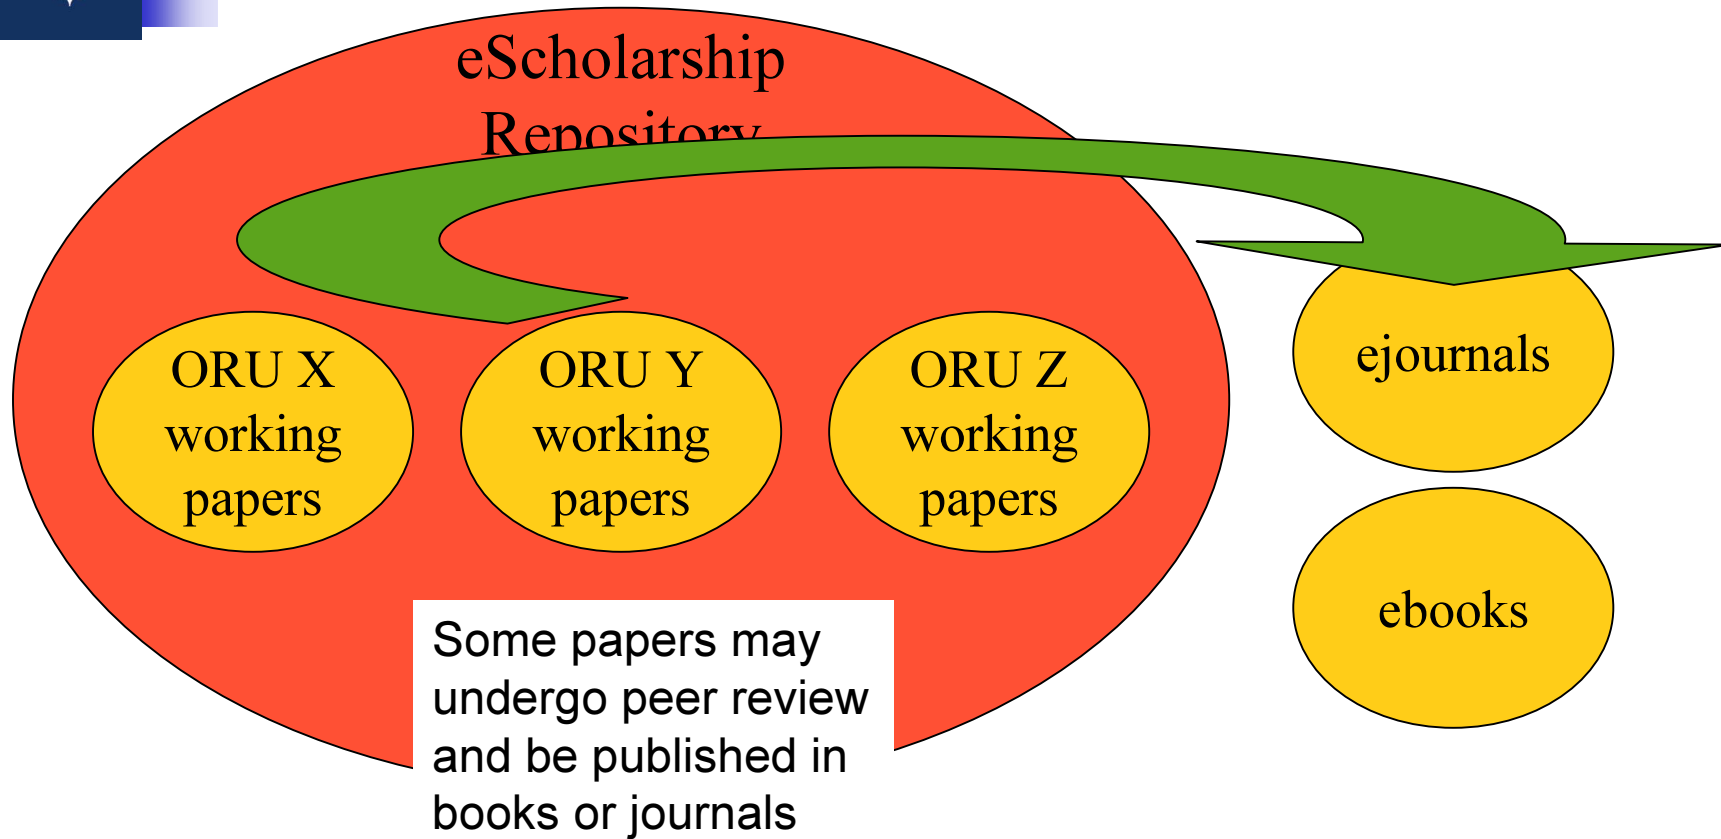 eScholarship
Repository
ORU X
working
papers
ORU Y
working
papers
ORU Z
working
papers
ejournals
ebooks
Some papers may
undergo peer review
and be published in
books or journals